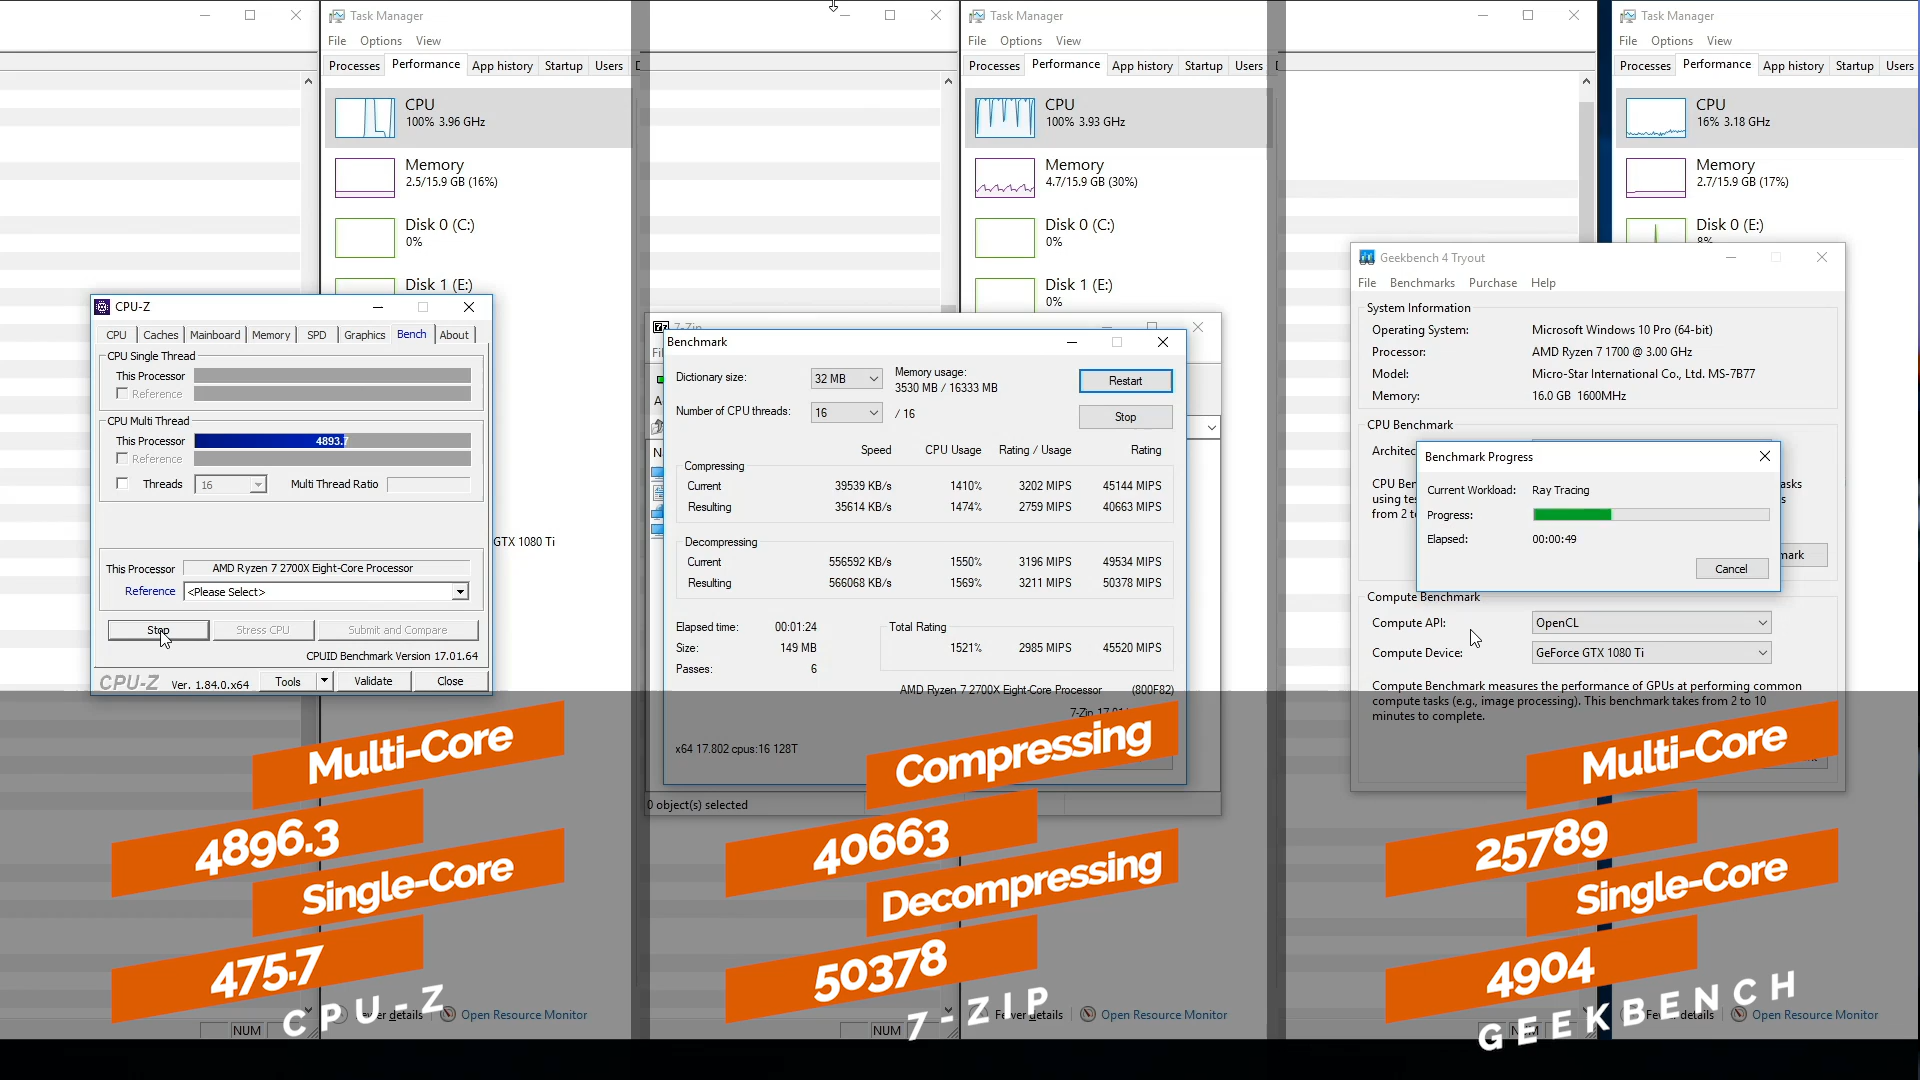 Task Manager
File Options View
Processes Performance App history Startup Users
CPU
100% 3.96 GHz
Memory
2.5/15.9 GB (16%)
Disk 0 (C:)
0%
Disk 1 (E:)
CPU-Z
CPU Caches Mainboard Memory SPD Graphics Bench About
CPU Single Thread
This Processor
Reference
CPU Multi Thread
This Processor 4893.7
Reference
Threads 16 Multi Thread Ratio
GTX 1080 Ti
This Processor AMD Ryzen 7 2700X Eight-Core Processor
Reference <Please Select>
Stop Stress CPU Submit and Compare
CPUID Benchmark Version 17.01.64
CPU-Z Ver. 1.84.0.x64 Tools Validate Close
Multi-Core
4896.3
Single-Core
475.7
CPU-Z
Fewer details Open Resource Monitor
NUM
Task Manager
File Options View
Processes Performance App history Startup Users
CPU
100% 3.93 GHz
Memory
4.7/15.9 GB (30%)
Disk 0 (C:)
0%
Disk 1 (E:)
0%
7-Zip
Benchmark
Dictionary size: 32 MB Memory usage: 3530 MB / 16333 MB Restart
Number of CPU threads: 16 / 16 Stop
Speed CPU Usage Rating / Usage Rating
Compressing
Current 39539 KB/s 1410% 3202 MIPS 45144 MIPS
Resulting 35614 KB/s 1474% 2759 MIPS 40663 MIPS
Decompressing
Current 556592 KB/s 1550% 3196 MIPS 49534 MIPS
Resulting 566068 KB/s 1569% 3211 MIPS 50378 MIPS
Elapsed time: 00:01:24 Total Rating
Size: 149 MB 1521% 2985 MIPS 45520 MIPS
Passes: 6
AMD Ryzen 7 2700X Eight-Core Processor (800F82)
7-Zip
x64 17.802 cpus:16 128T
0 object(s) selected
Compressing
40663
Decompressing
50378
7-ZIP
Fewer details Open Resource Monitor
NUM
Task Manager
File Options View
Processes Performance App history Startup Users
CPU
16% 3.18 GHz
Memory
2.7/15.9 GB (17%)
Disk 0 (E:)
8%
Geekbench 4 Tryout
File Benchmarks Purchase Help
System Information
Operating System: Microsoft Windows 10 Pro (64-bit)
Processor: AMD Ryzen 7 1700 @ 3.00 GHz
Model: Micro-Star International Co., Ltd. MS-7B77
Memory: 16.0 GB 1600MHz
CPU Benchmark
Benchmark Progress
Current Workload: Ray Tracing
Progress:
Elapsed: 00:00:49
Cancel
Compute Benchmark
Compute API: OpenCL
Compute Device: GeForce GTX 1080 Ti
Compute Benchmark measures the performance of GPUs at performing common
compute tasks (e.g., image processing). This benchmark takes from 2 to 10
minutes to complete.
Multi-Core
25789
Single-Core
4904
GEEKBENCH
Fewer details Open Resource Monitor
NUM